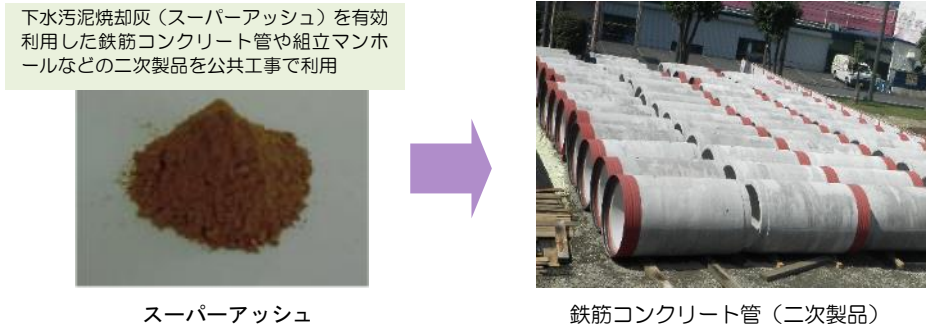 下水汚泥焼却灰（スーパーアッシュ）を有効
利用した鉄筋コンクリート管や組立マンホ
ールなどの二次製品を公共工事で利用
スーパーアッシュ
鉄筋コンクリート管（二次製品）